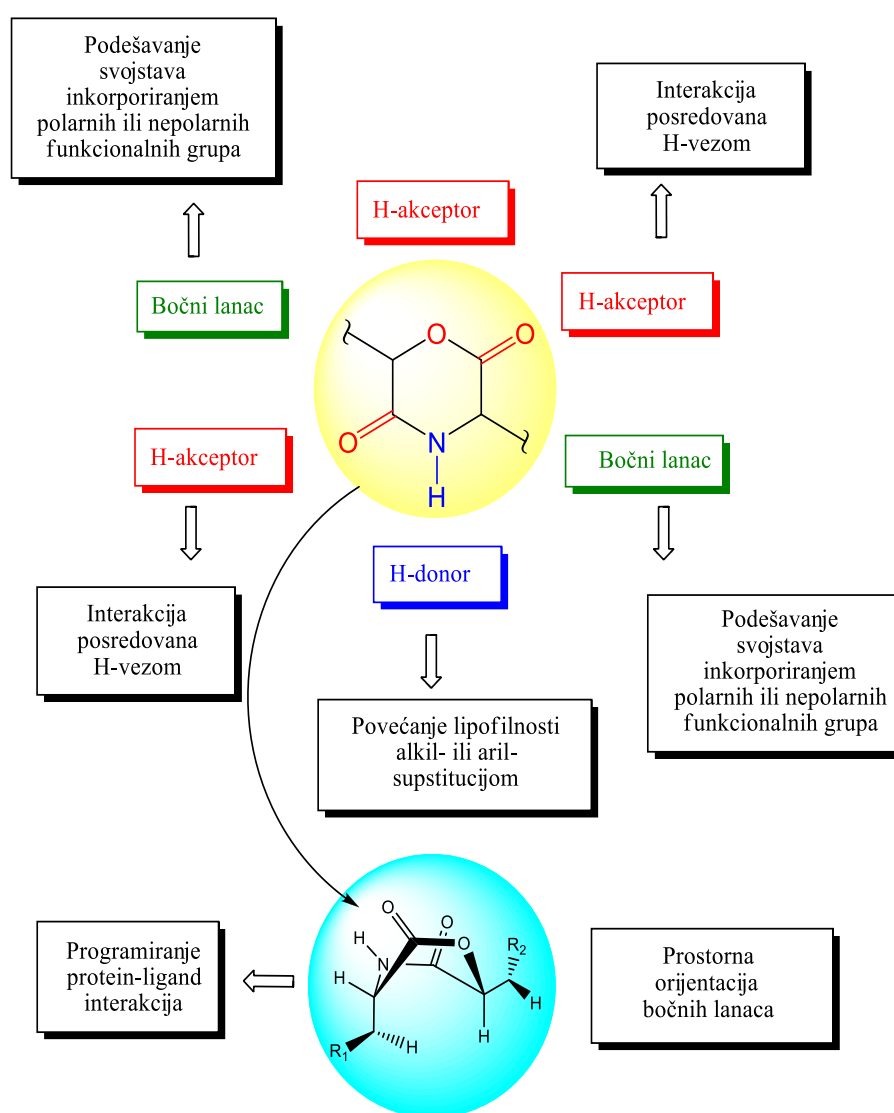 Podešavanje
svojstava
inkorporiranjem
polarnih ili nepolarnih
funkcionalnih grupa
Interakcija
posredovana
H-vezom
H-akceptor
Bočni lanac
H-akceptor
O
O
O
N
H
H-akceptor
Bočni lanac
H-donor
Interakcija
posredovana
H-vezom
Podešavanje
svojstava
inkorporiranjem
polarnih ili nepolarnih
funkcionalnih grupa
Povećanje lipofilnosti
alkil- ili aril-
supstitucijom
Programiranje
protein-ligand
interakcija
O
O
H
O
R2
N
H
H
H
R1
H
Prostorna
orijentacija
bočnih lanaca